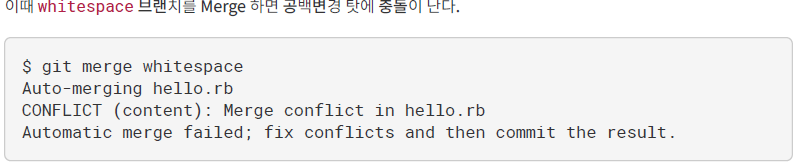 이때 whitespace 브랜치를 Merge 하면 공백변경 탓에 충돌이 난다.
$ git merge whitespace
Auto-merging hello.rb
CONFLICT (content): Merge conflict in hello.rb
Automatic merge failed; fix conflicts and then commit the result.